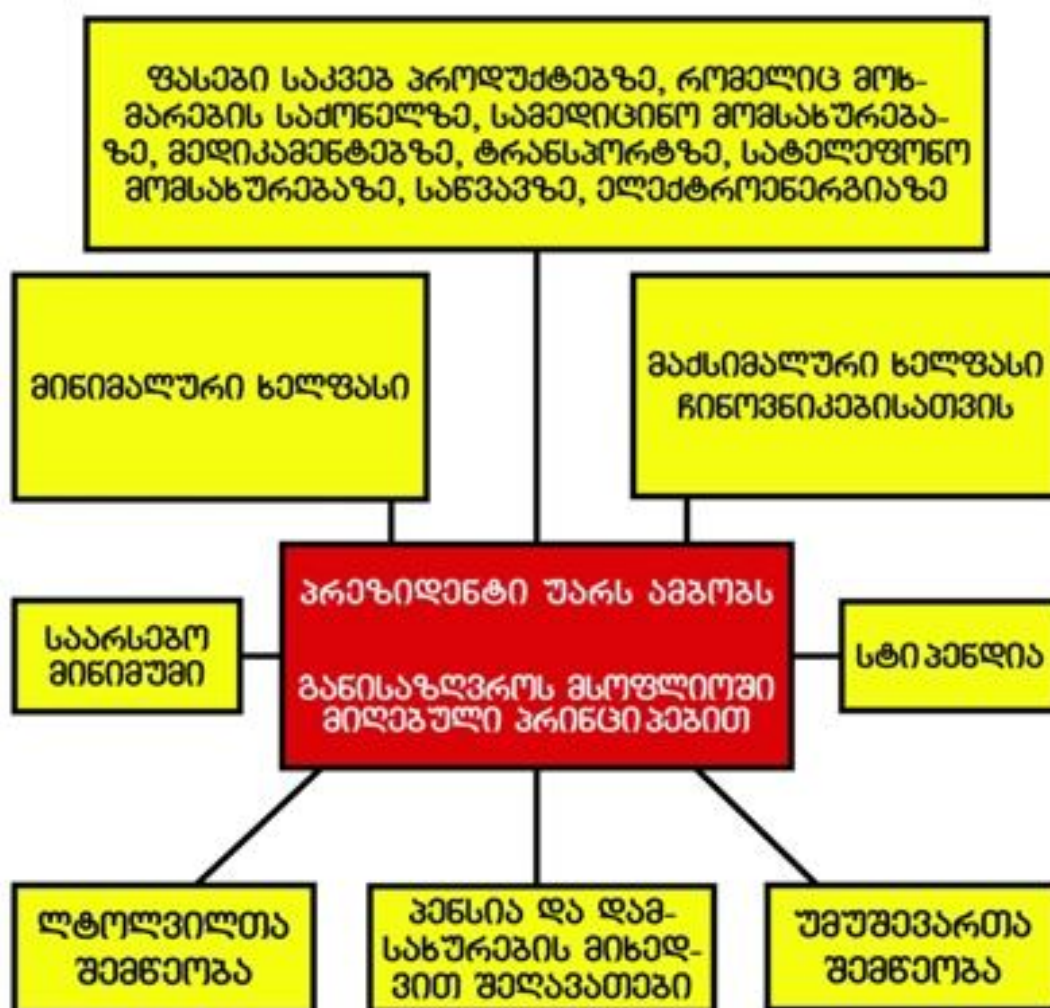 ფასები საკვებ პროდუქტებზე, რომელიც მოხ-
მარების საქონელზე, სამედიცინო მომსახურება-
ზე, მედიკამენტებზე, ტრანსპორტზე, სატელეფონო
მომსახურებაზე, საწვავზე, ელექტროენერგიაზე
მინიმალური ხელფასი
მაქსიმალური ხელფასი
ჩინოვნიკებისათვის
პრეზიდენტი უარს ამბობს
განისაზღვროს მსოფლიოში
მიღებული პრინციპებით
საარსებო
მინიმუმი
სტიპენდია
ლტოლვილთა
შემწეობა
პენსია და დამ-
სახურების მიხედ-
ვით შეღავათები
უმუშევართა
შემწეობა